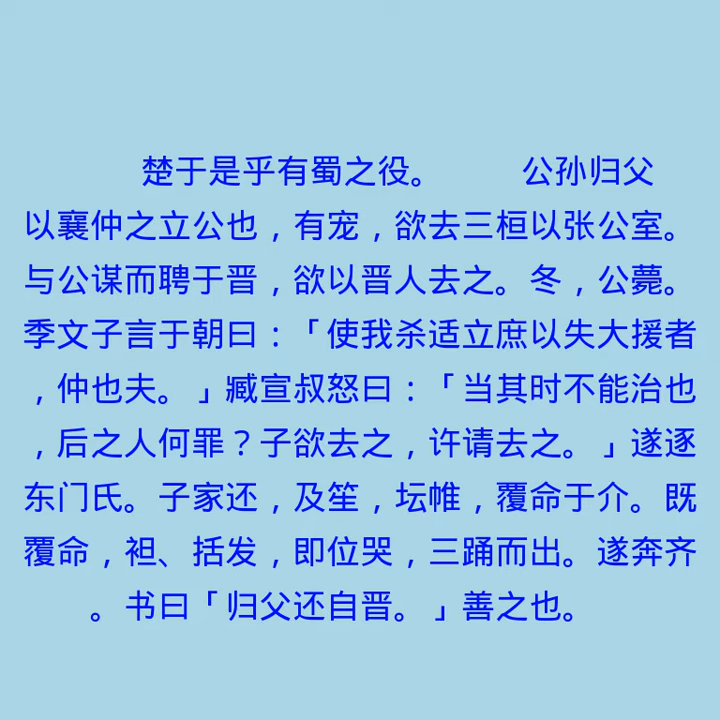 楚于是乎有蜀之役。　　　公孙归父
以襄仲之立公也，有宠，欲去三桓以张公室。
与公谋而聘于晋，欲以晋人去之。冬，公薨。
季文子言于朝曰：「使我杀适立庶以失大援者
，仲也夫。」臧宣叔怒曰：「当其时不能治也
，后之人何罪？子欲去之，许请去之。」遂逐
东门氏。子家还，及笙，坛帷，覆命于介。既
覆命，袒、括发，即位哭，三踊而出。遂奔齐
。书曰「归父还自晋。」善之也。